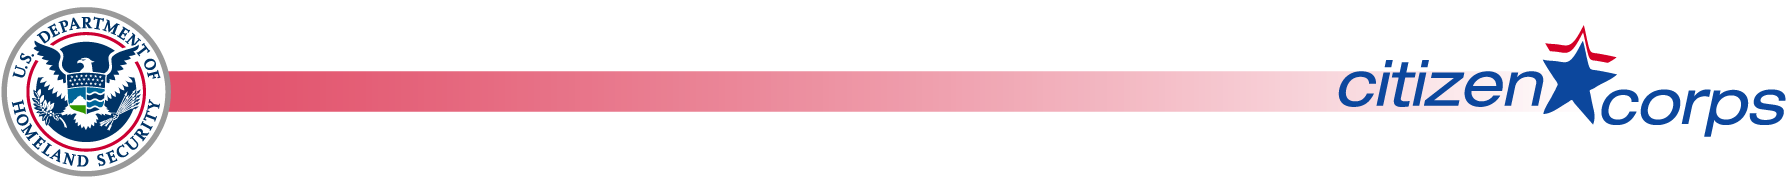 U.S. DEPARTMENT OF
HOMELAND SECURITY
citizen corps